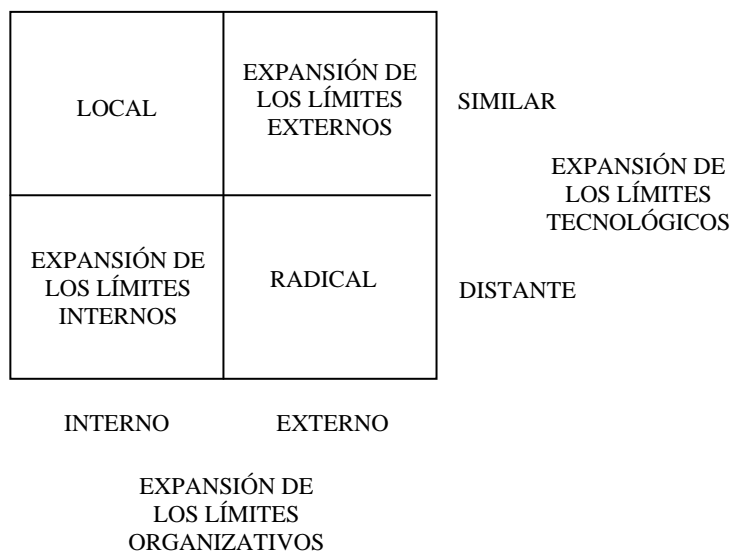 LOCAL
EXPANSIÓN DE
LOS LÍMITES
EXTERNOS
SIMILAR
EXPANSIÓN DE
LOS LÍMITES
TECNOLÓGICOS
EXPANSIÓN DE
LOS LÍMITES
INTERNOS
RADICAL
DISTANTE
INTERNO
EXTERNO
EXPANSIÓN DE
LOS LÍMITES
ORGANIZATIVOS